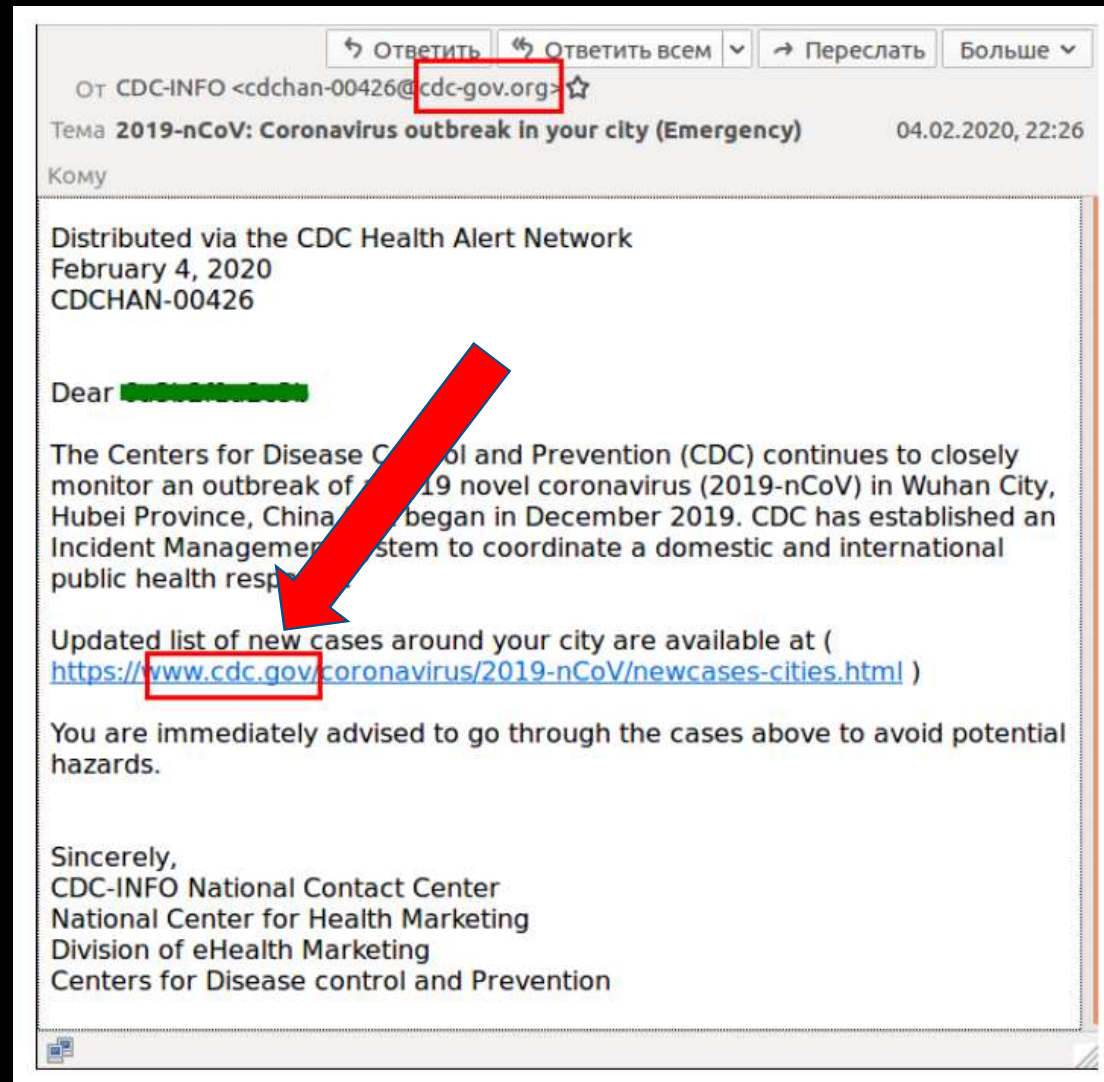 Ответить Ответить всем Переслать Больше
От CDC-INFO <cdchan-00426@cdc-gov.org>
Тема 2019-nCoV: Coronavirus outbreak in your city (Emergency) 04.02.2020, 22:26
Кому
Distributed via the CDC Health Alert Network
February 4, 2020
CDCHAN-00426
Dear
The Centers for Disease C ol and Prevention (CDC) continues to closely
monitor an outbreak of a 19 novel coronavirus (2019-nCoV) in Wuhan City,
Hubei Province, China began in December 2019. CDC has established an
Incident Managemen stem to coordinate a domestic and international
public health resp
Updated list of new cases around your city are available at (
https://www.cdc.gov/coronavirus/2019-nCoV/newcases-cities.html )
You are immediately advised to go through the cases above to avoid potential
hazards.
Sincerely,
CDC-INFO National Contact Center
National Center for Health Marketing
Division of eHealth Marketing
Centers for Disease control and Prevention